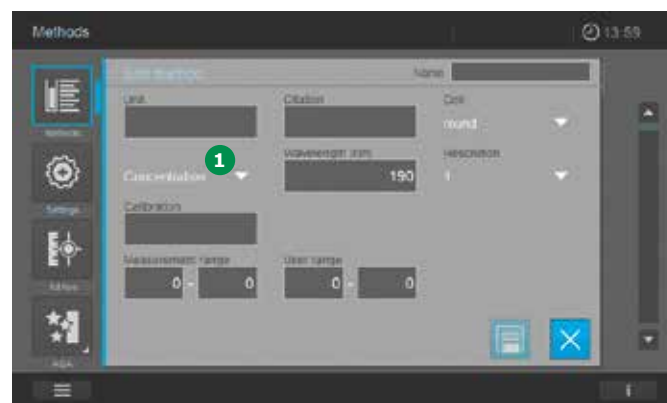 Methods
13:59
Name
Unit
Citation
Cell
round
1
Concentration
Wavelength (nm)
190
Resolution
1
Calibration
Measurement range
User range
0 - 0
0 - 0
Methods
Settings
AQA
i